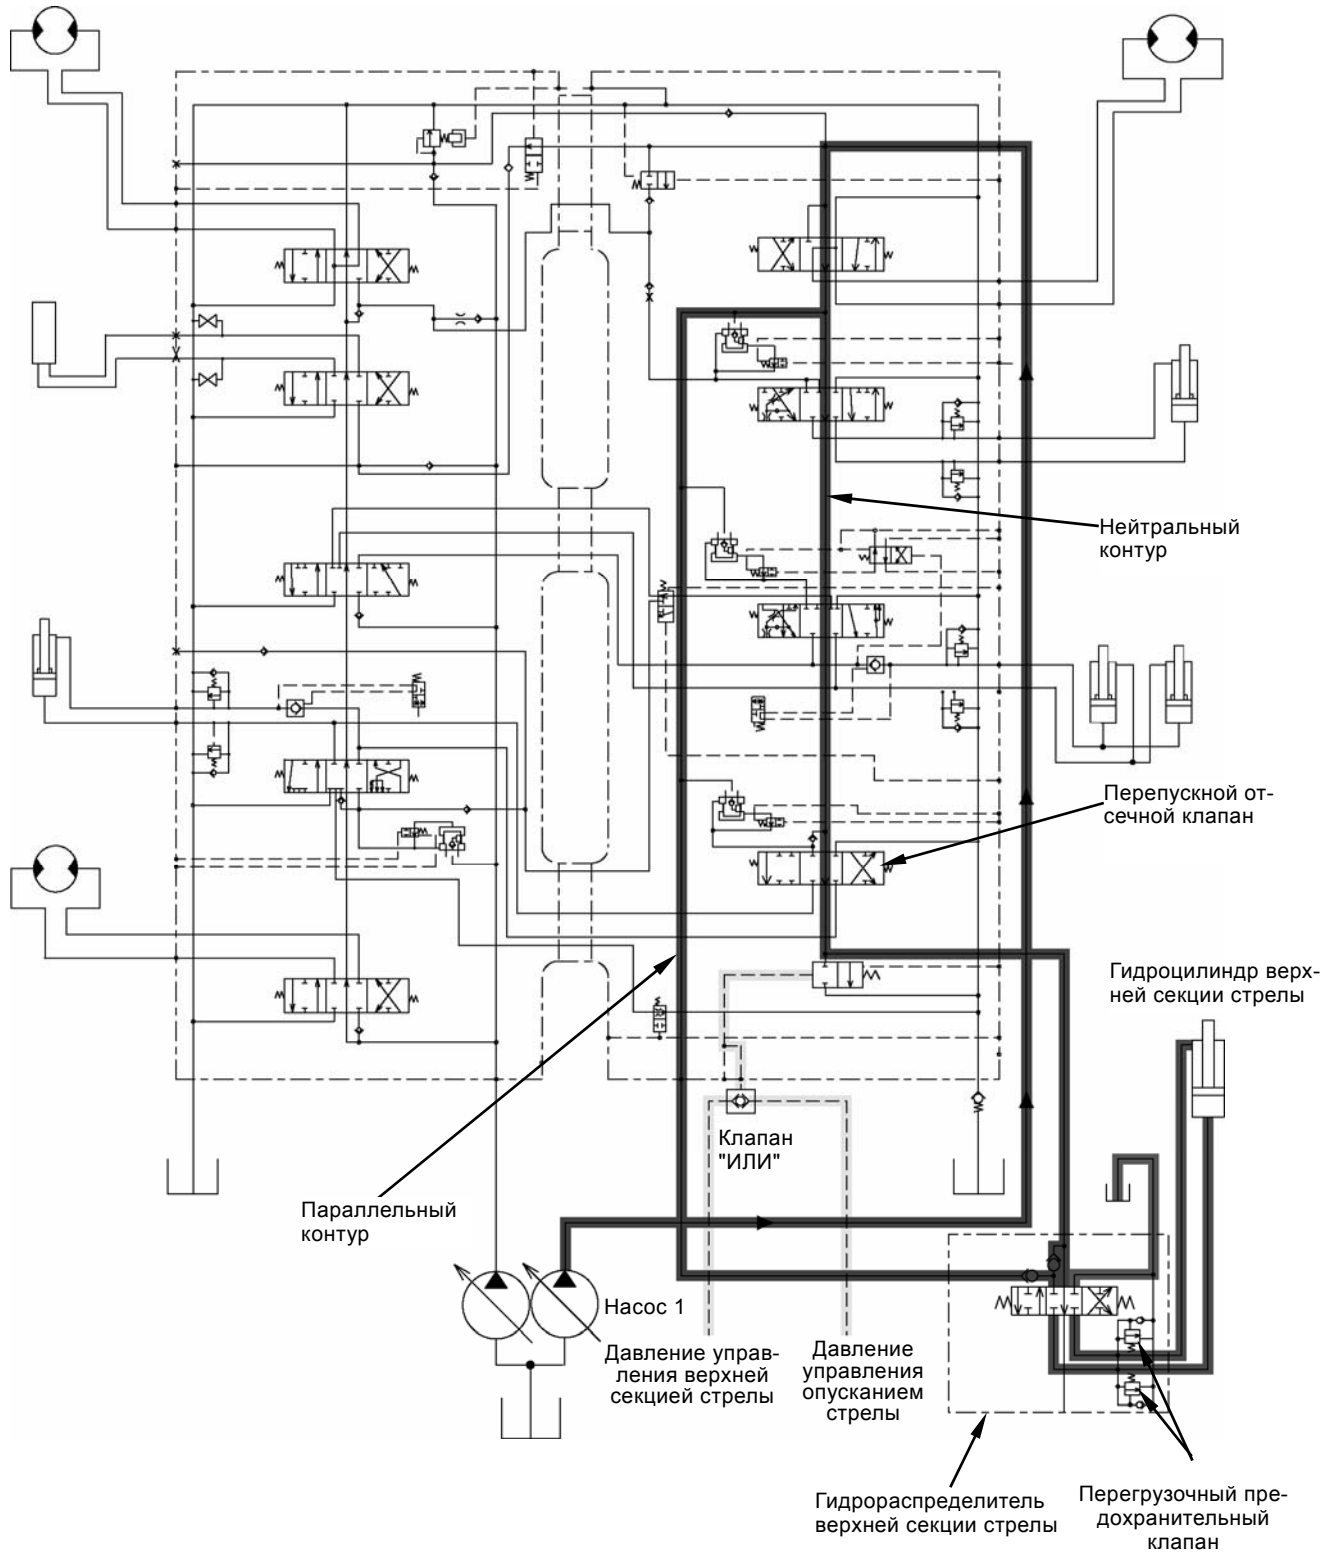 Нейтральный
контур
Перепускной от-
сечной клапан
Гидроцилиндр верх-
ней секции стрелы
Клапан
"ИЛИ"
Параллельный
контур
Насос 1
Давление управ-
ления верхней
секцией стрелы
Давление
управления
опусканием
стрелы
Гидрораспределитель
верхней секции стрелы
Перегрузочный пре-
дохранительный
клапан